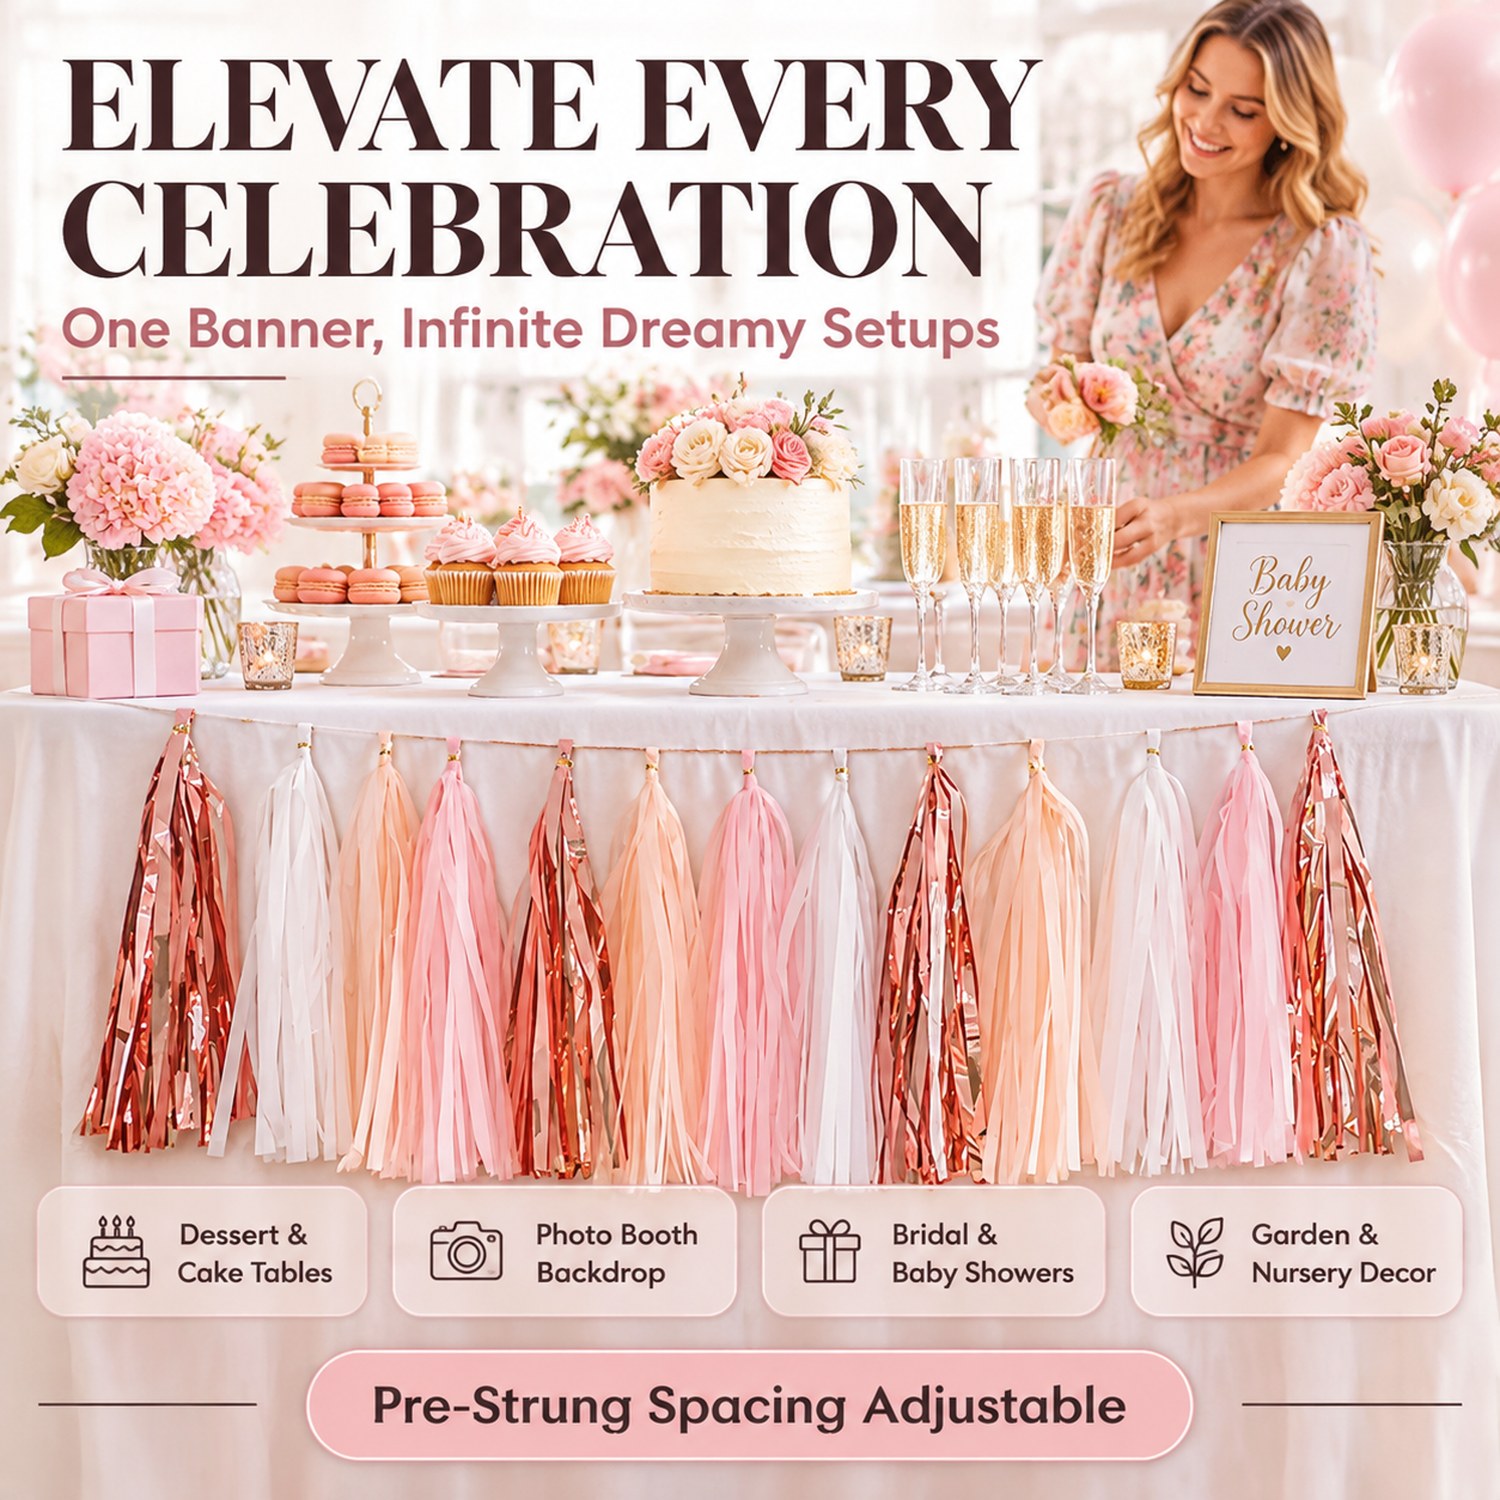 ELEVATE EVERY
CELEBRATION
One Banner, Infinite Dreamy Setups
Baby
Shower
Dessert &
Cake Tables
Photo Booth
Backdrop
Bridal &
Baby Showers
Garden &
Nursery Decor
Pre-Strung Spacing Adjustable